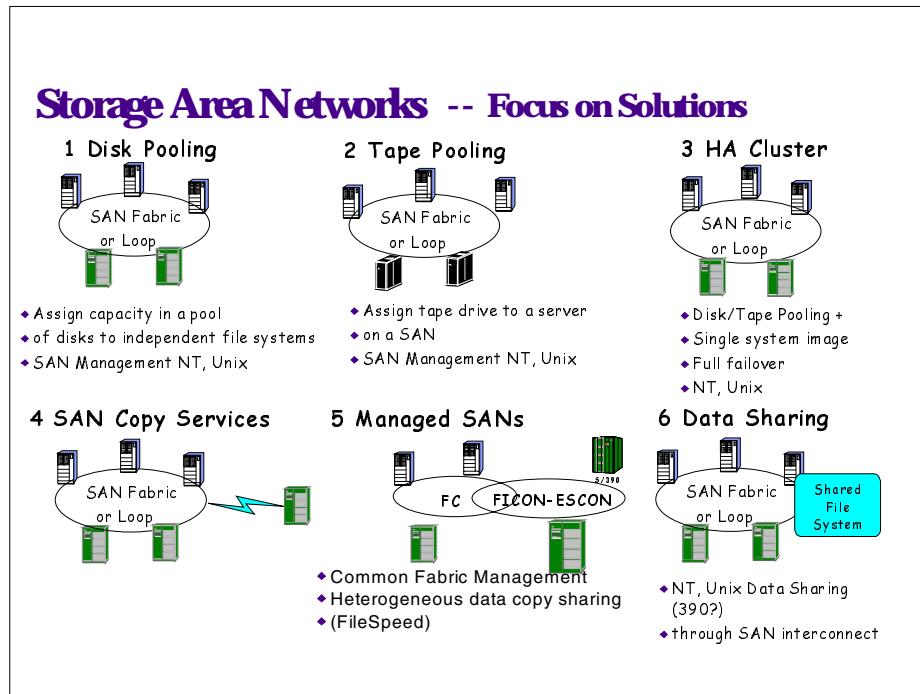 Storage Area Networks -- Focus on Solutions
1 Disk Pooling
SAN Fabric
or Loop
◆ Assign capacity in a pool
◆ of disks to independent file systems
◆ SAN Management NT, Unix
2 Tape Pooling
SAN Fabric
or Loop
◆ Assign tape drive to a server
◆ on a SAN
◆ SAN Management NT, Unix
3 HA Cluster
SAN Fabric
or Loop
◆ Disk/Tape Pooling +
◆ Single system image
◆ Full failover
◆ NT, Unix
4 SAN Copy Services
SAN Fabric
or Loop
5 Managed SANs
S/390
FC
FICON-ESCON
◆ Common Fabric Management
◆ Heterogeneous data copy sharing
◆ (FileSpeed)
6 Data Sharing
SAN Fabric
or Loop
Shared
File
System
◆ NT, Unix Data Sharing
(390?)
◆ through SAN interconnect